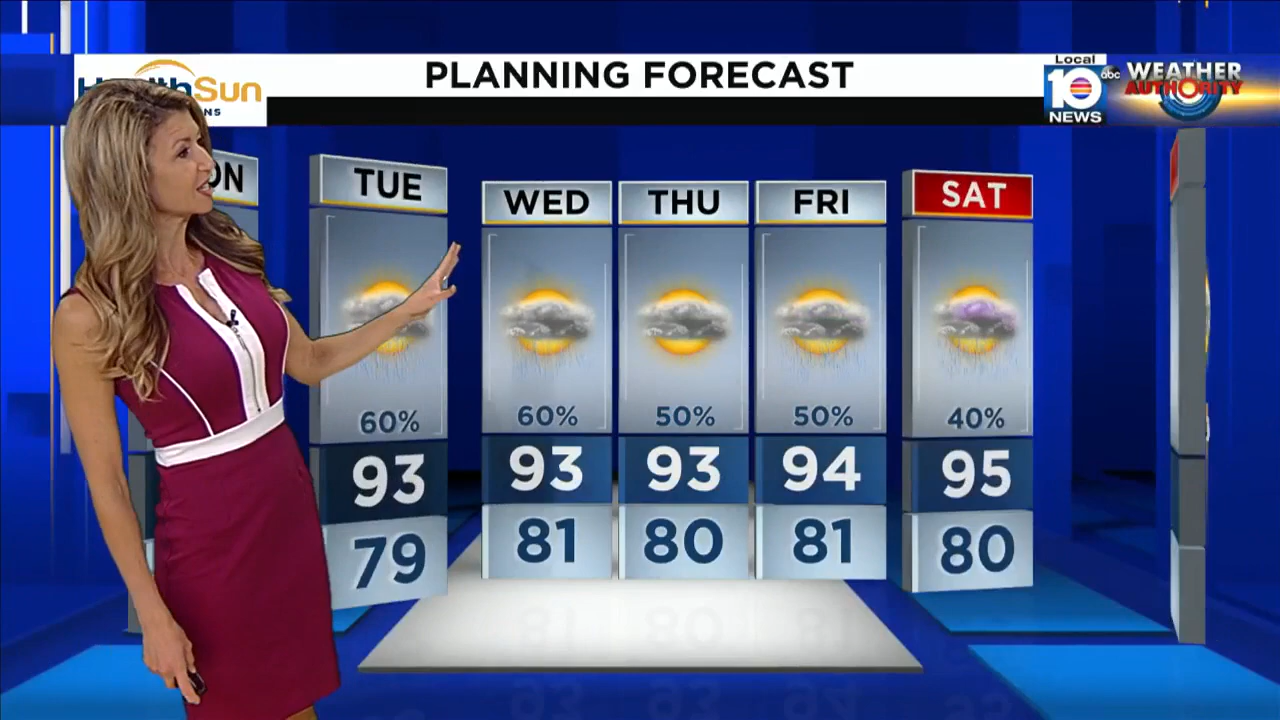 HealthSun
PLANNING FORECAST
Local
10
abc
NEWS
WEATHER
AUTHORITY
TUE
WED
THU
FRI
SAT
60%
60%
50%
50%
40%
93
93
93
94
95
79
81
80
81
80